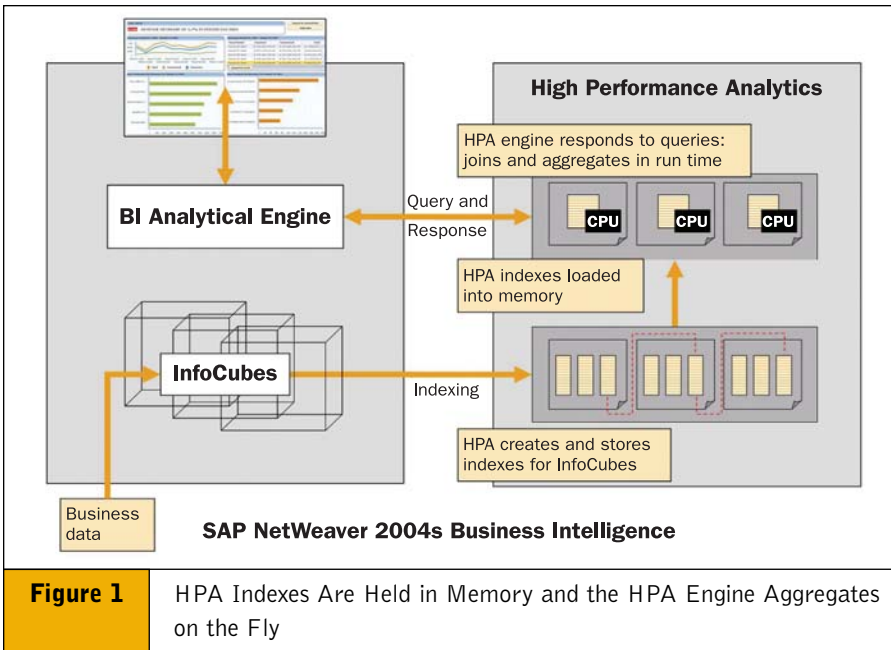 High Performance Analytics
HPA engine responds to queries:
joins and aggregates in run time
CPU
CPU
CPU
BI Analytical Engine
Query and
Response
HPA indexes loaded
into memory
InfoCubes
Indexing
HPA creates and stores
indexes for InfoCubes
Business
data
SAP NetWeaver 2004s Business Intelligence
Figure 1
HPA Indexes Are Held in Memory and the HPA Engine Aggregates
on the Fly